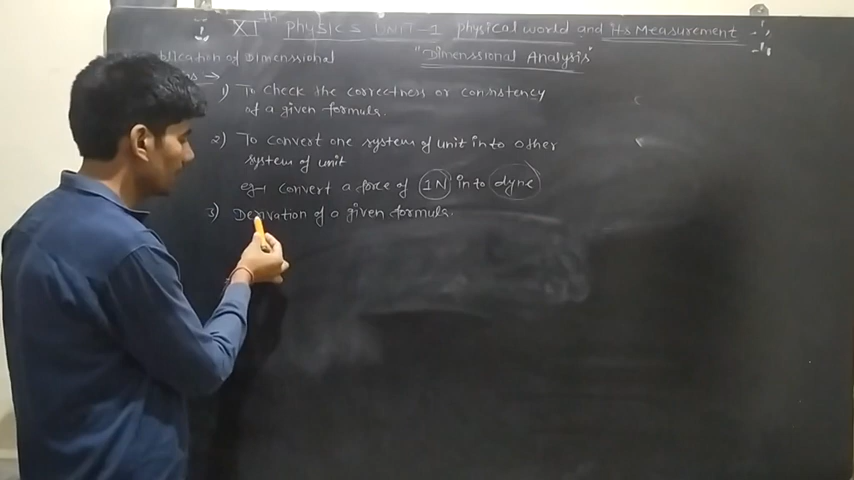 XI th Physics UNIT-1 physical world and its Measurement
"Dimenssional Analysis"
plication of Dimenssional
1) To Check the correctness or consistency
of a given formula.
2) To convert one system of unit into other
system of unit
eg-1 convert a force of 1N into dyne
3) Derivation of a given formula.